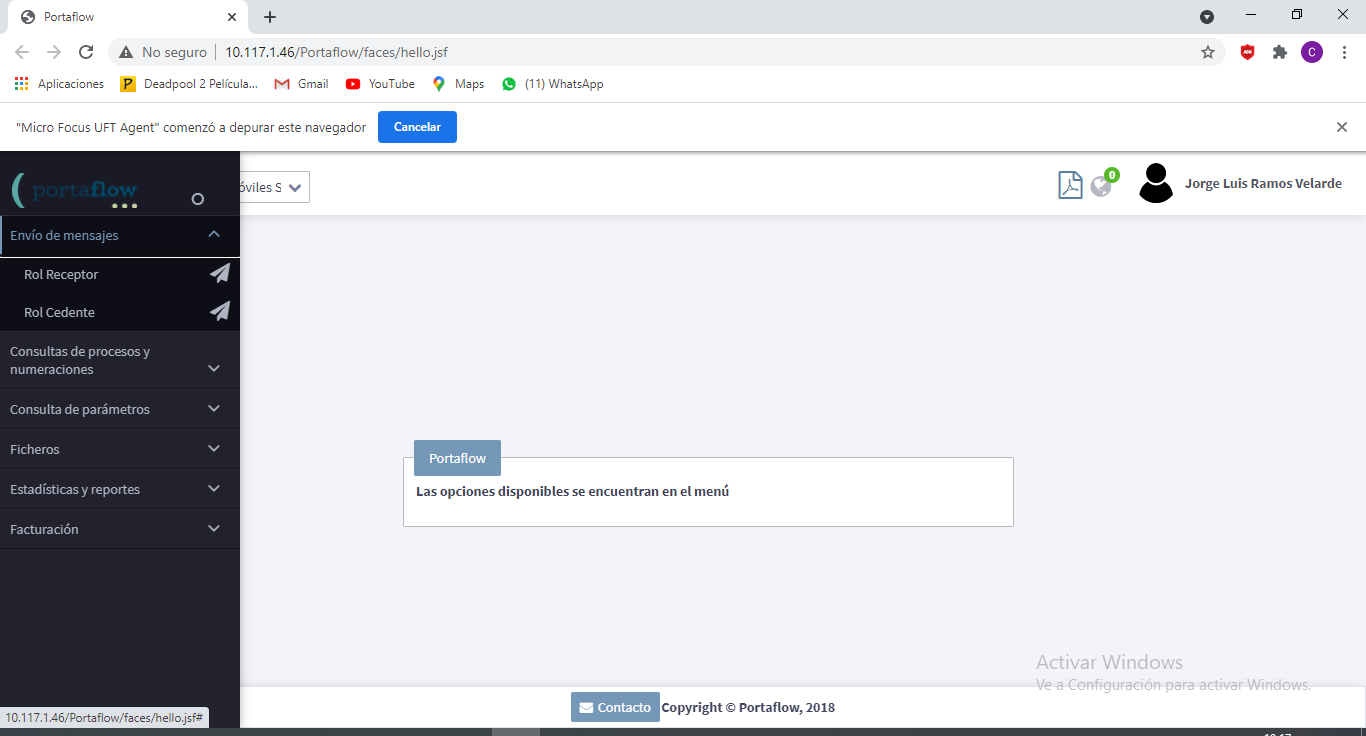 Portaflow
No seguro
10.117.1.46/Portaflow/faces/hello.jsf
C
Aplicaciones
Deadpool 2 Película...
Gmail
YouTube
Maps
(11) WhatsApp
"Micro Focus UFT Agent" comenzó a depurar este navegador
Cancelar
portaflow
óviles S
0
Jorge Luis Ramos Velarde
Envío de mensajes
Rol Receptor
Rol Cedente
Consultas de procesos y
numeraciones
Consulta de parámetros
Ficheros
Estadísticas y reportes
Facturación
Portaflow
Las opciones disponibles se encuentran en el menú
Activar Windows
Ve a Configuración para activar Windows.
Contacto
Copyright © Portaflow, 2018
10.117.1.46/Portaflow/faces/hello.jsf#